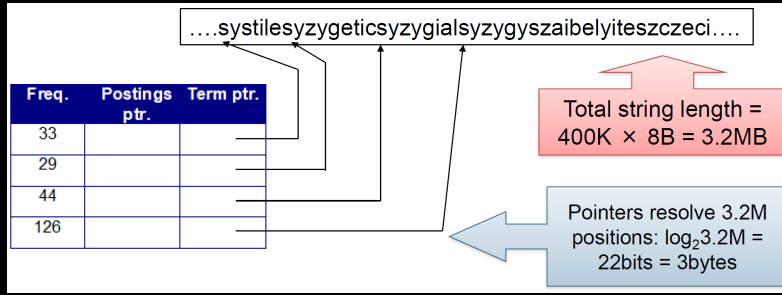 ....systilesyzygeticsyzygialsyzygyszaibelyiteszczeci....
Freq. Postings ptr. Term ptr.
33
29
44
126
Total string length =
400K × 8B = 3.2MB
Pointers resolve 3.2M
positions: log₂3.2M =
22bits = 3bytes